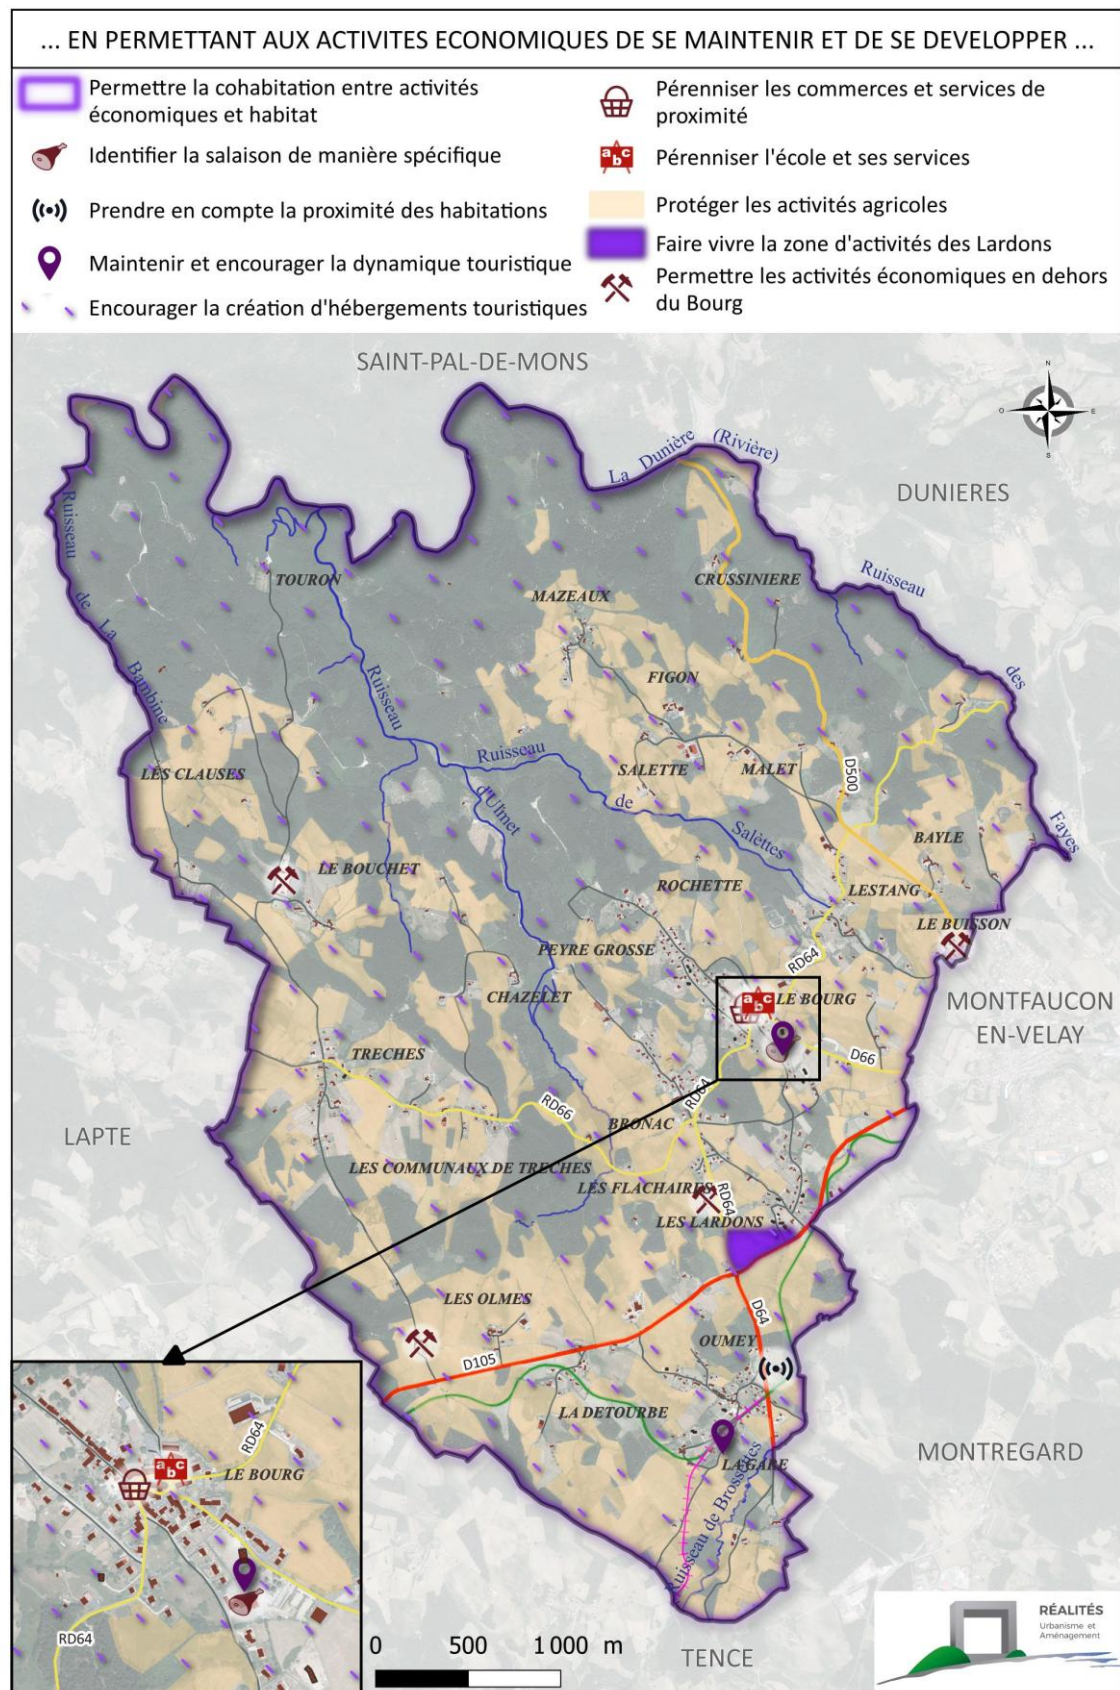 ... EN PERMETTANT AUX ACTIVITES ECONOMIQUES DE SE MAINTENIR ET DE SE DEVELOPPER ...
Permettre la cohabitation entre activités
économiques et habitat
Identifier la salaison de manière spécifique
Prendre en compte la proximité des habitations
Maintenir et encourager la dynamique touristique
Encourager la création d'hébergements touristiques
Pérenniser les commerces et services de
proximité
a b c
Pérenniser l'école et ses services
Protéger les activités agricoles
Faire vivre la zone d'activités des Lardons
Permettre les activités économiques en dehors
du Bourg
SAINT-PAL-DE-MONS
N
O
E
S
La Dunière (Rivière)
DUNIERES
Ruisseau
de La
Bambine
TOURON
CRUSSINIERE
Ruisseau
des
Fayes
MAZEAUX
Ruisseau
d'Ulmet
FIGON
Ruisseau
de
Salettes
LES CLAUSES
SALETTE
MALET
D500
BAYLE
LE BOUCHET
ROCHETTE
LESTANG
LE BUISSON
PEYRE GROSSE
RD64
CHAZELET
a b c
LE BOURG
MONTFAUCON
EN-VELAY
TRECHES
D66
RD64
RD66
BRONAC
LAPTE
LES COMMUNAUX DE TRECHES
LES FLACHAIRES
RD64
LES LARDONS
LES OLMES
D64
OUMEY
D105
LA DETOURBE
LA GARE
Ruisseau de Brossettes
MONTREGARD
RD64
a b c
LE BOURG
RD64
0 500 1 000 m
TENCE
RÉALITÉS
Urbanisme et
Aménagement